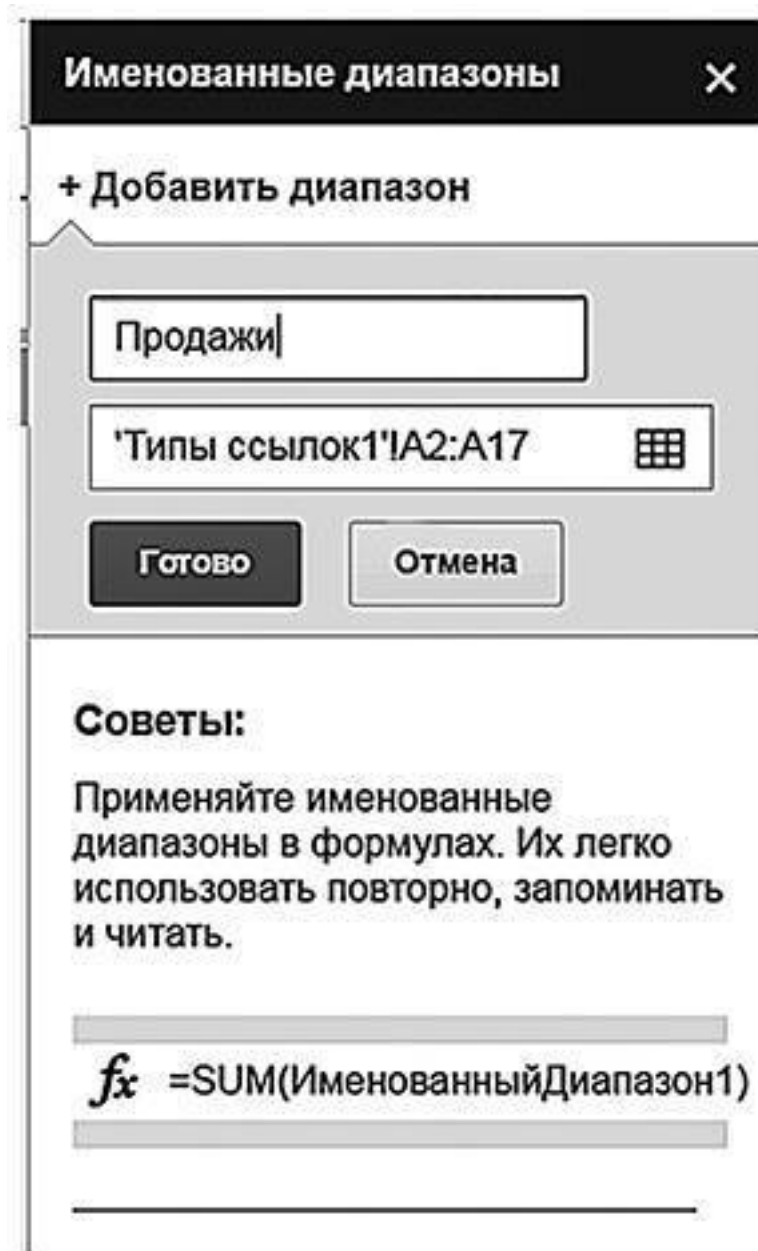 Именованные диапазоны ×
+ Добавить диапазон
Продажи
'Типы ссылок1'!A2:A17
Готово Отмена
Советы:
Применяйте именованные
диапазоны в формулах. Их легко
использовать повторно, запоминать
и читать.
fx =SUM(ИменованныйДиапазон1)